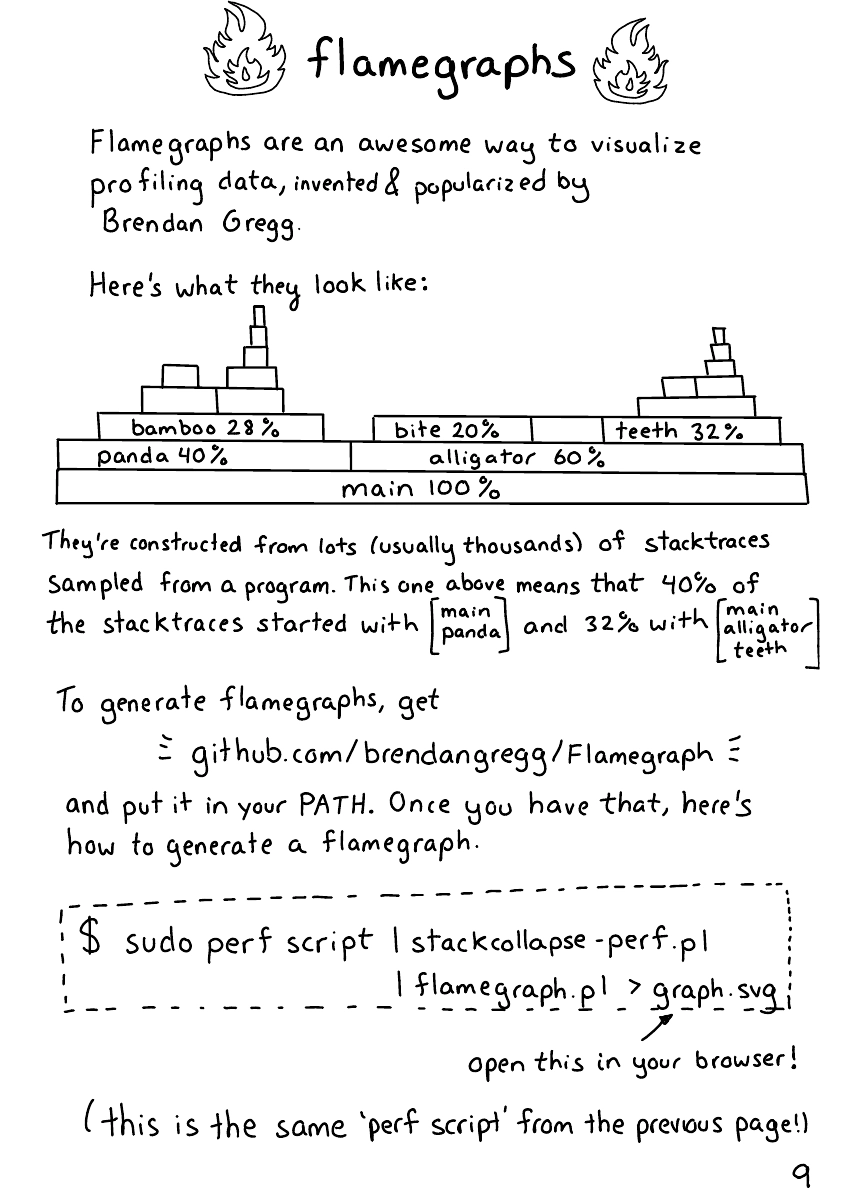 flamegraphs
Flamegraphs are an awesome way to visualize
profiling data, invented & popularized by
Brendan Gregg.
Here's what they look like:
bamboo 28%
bite 20%
teeth 32%
panda 40%
alligator 60%
main 100%
They're constructed from lots (usually thousands) of stacktraces
sampled from a program. This one above means that 40% of
the stacktraces started with [main panda] and 32% with [main alligator teeth]
To generate flamegraphs, get
github.com/brendangregg/Flamegraph
and put it in your PATH. Once you have that, here's
how to generate a flamegraph.
$ sudo perf script | stackcollapse-perf.pl
| flamegraph.pl > graph.svg
open this in your browser!
(this is the same 'perf script' from the previous page!)
9